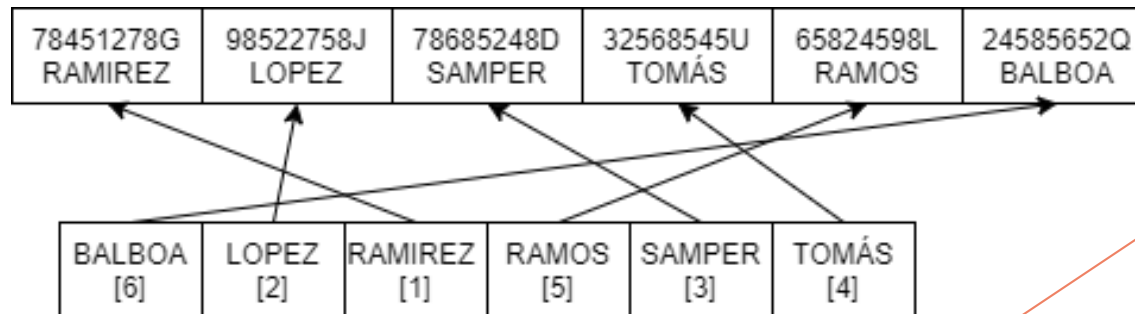 78451278G 98522758J 78685248D 32568545U 65824598L 24585652Q
RAMIREZ LOPEZ SAMPER TOMÁS RAMOS BALBOA
BALBOA LOPEZ RAMIREZ RAMOS SAMPER TOMÁS
[6] [2] [1] [5] [3] [4]